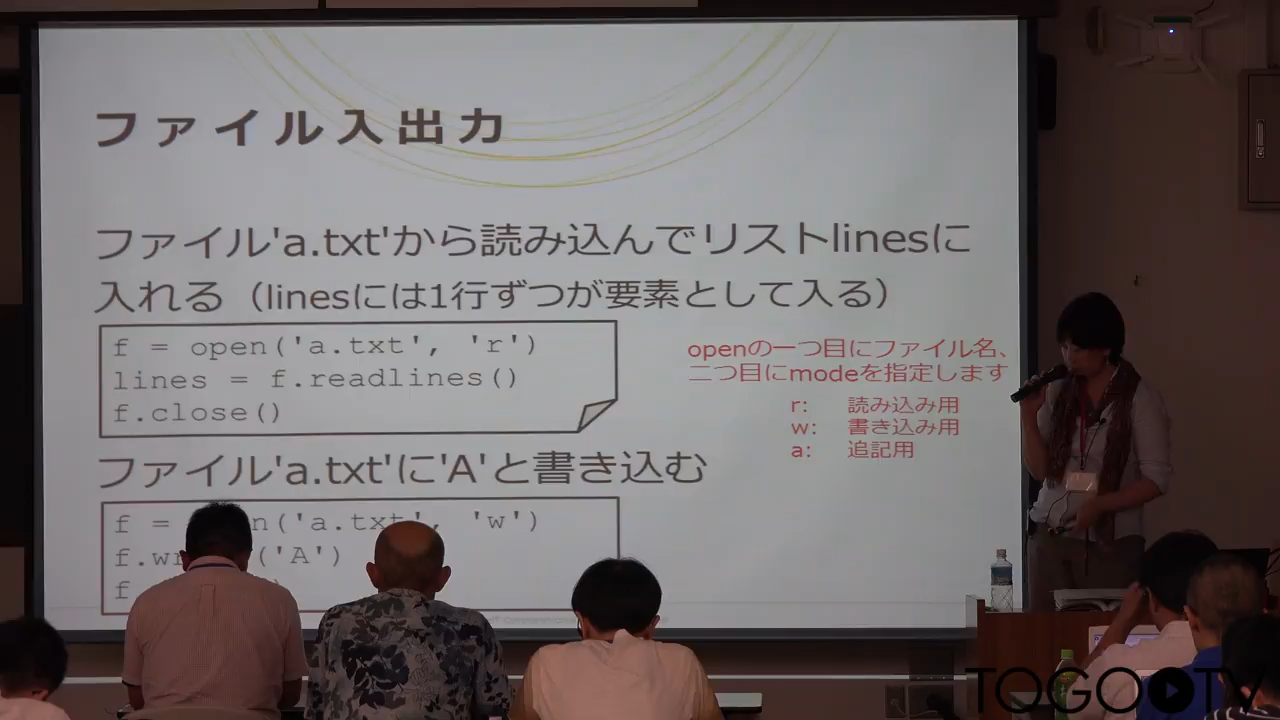 ファイル入出力
ファイル'a.txt'から読み込んでリストlinesに
入れる（linesには1行ずつが要素として入る）
f = open('a.txt', 'r')
lines = f.readlines()
f.close()
openの一つ目にファイル名、
二つ目にmodeを指定します
r: 読み込み用
w: 書き込み用
a: 追記用
ファイル'a.txt'に'A'と書き込む
f = n('a.txt', 'w')
f.wr ('A')
f
TOGOTV